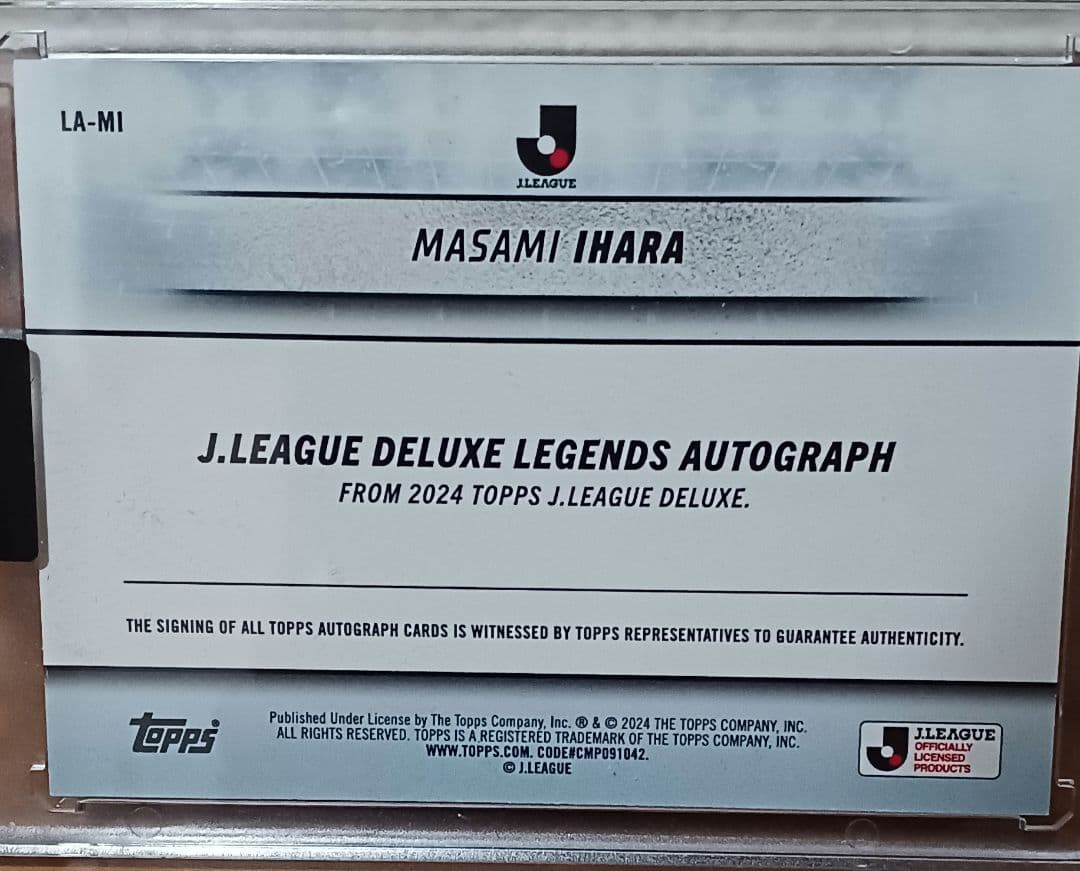 LA-MI
J.LEAGUE
MASAMI IHARA
J.LEAGUE DELUXE LEGENDS AUTOGRAPH
FROM 2024 TOPPS J.LEAGUE DELUXE.
THE SIGNING OF ALL TOPPS AUTOGRAPH CARDS IS WITNESSED BY TOPPS REPRESENTATIVES TO GUARANTEE AUTHENTICITY.
Topps®
Published Under License by The Topps Company, Inc. ® & © 2024 THE TOPPS COMPANY, INC.
ALL RIGHTS RESERVED. TOPPS IS A REGISTERED TRADEMARK OF THE TOPPS COMPANY, INC.
WWW.TOPPS.COM. CODE#CMP091042.
© J.LEAGUE
J.LEAGUE
OFFICIALLY
LICENSED
PRODUCTS